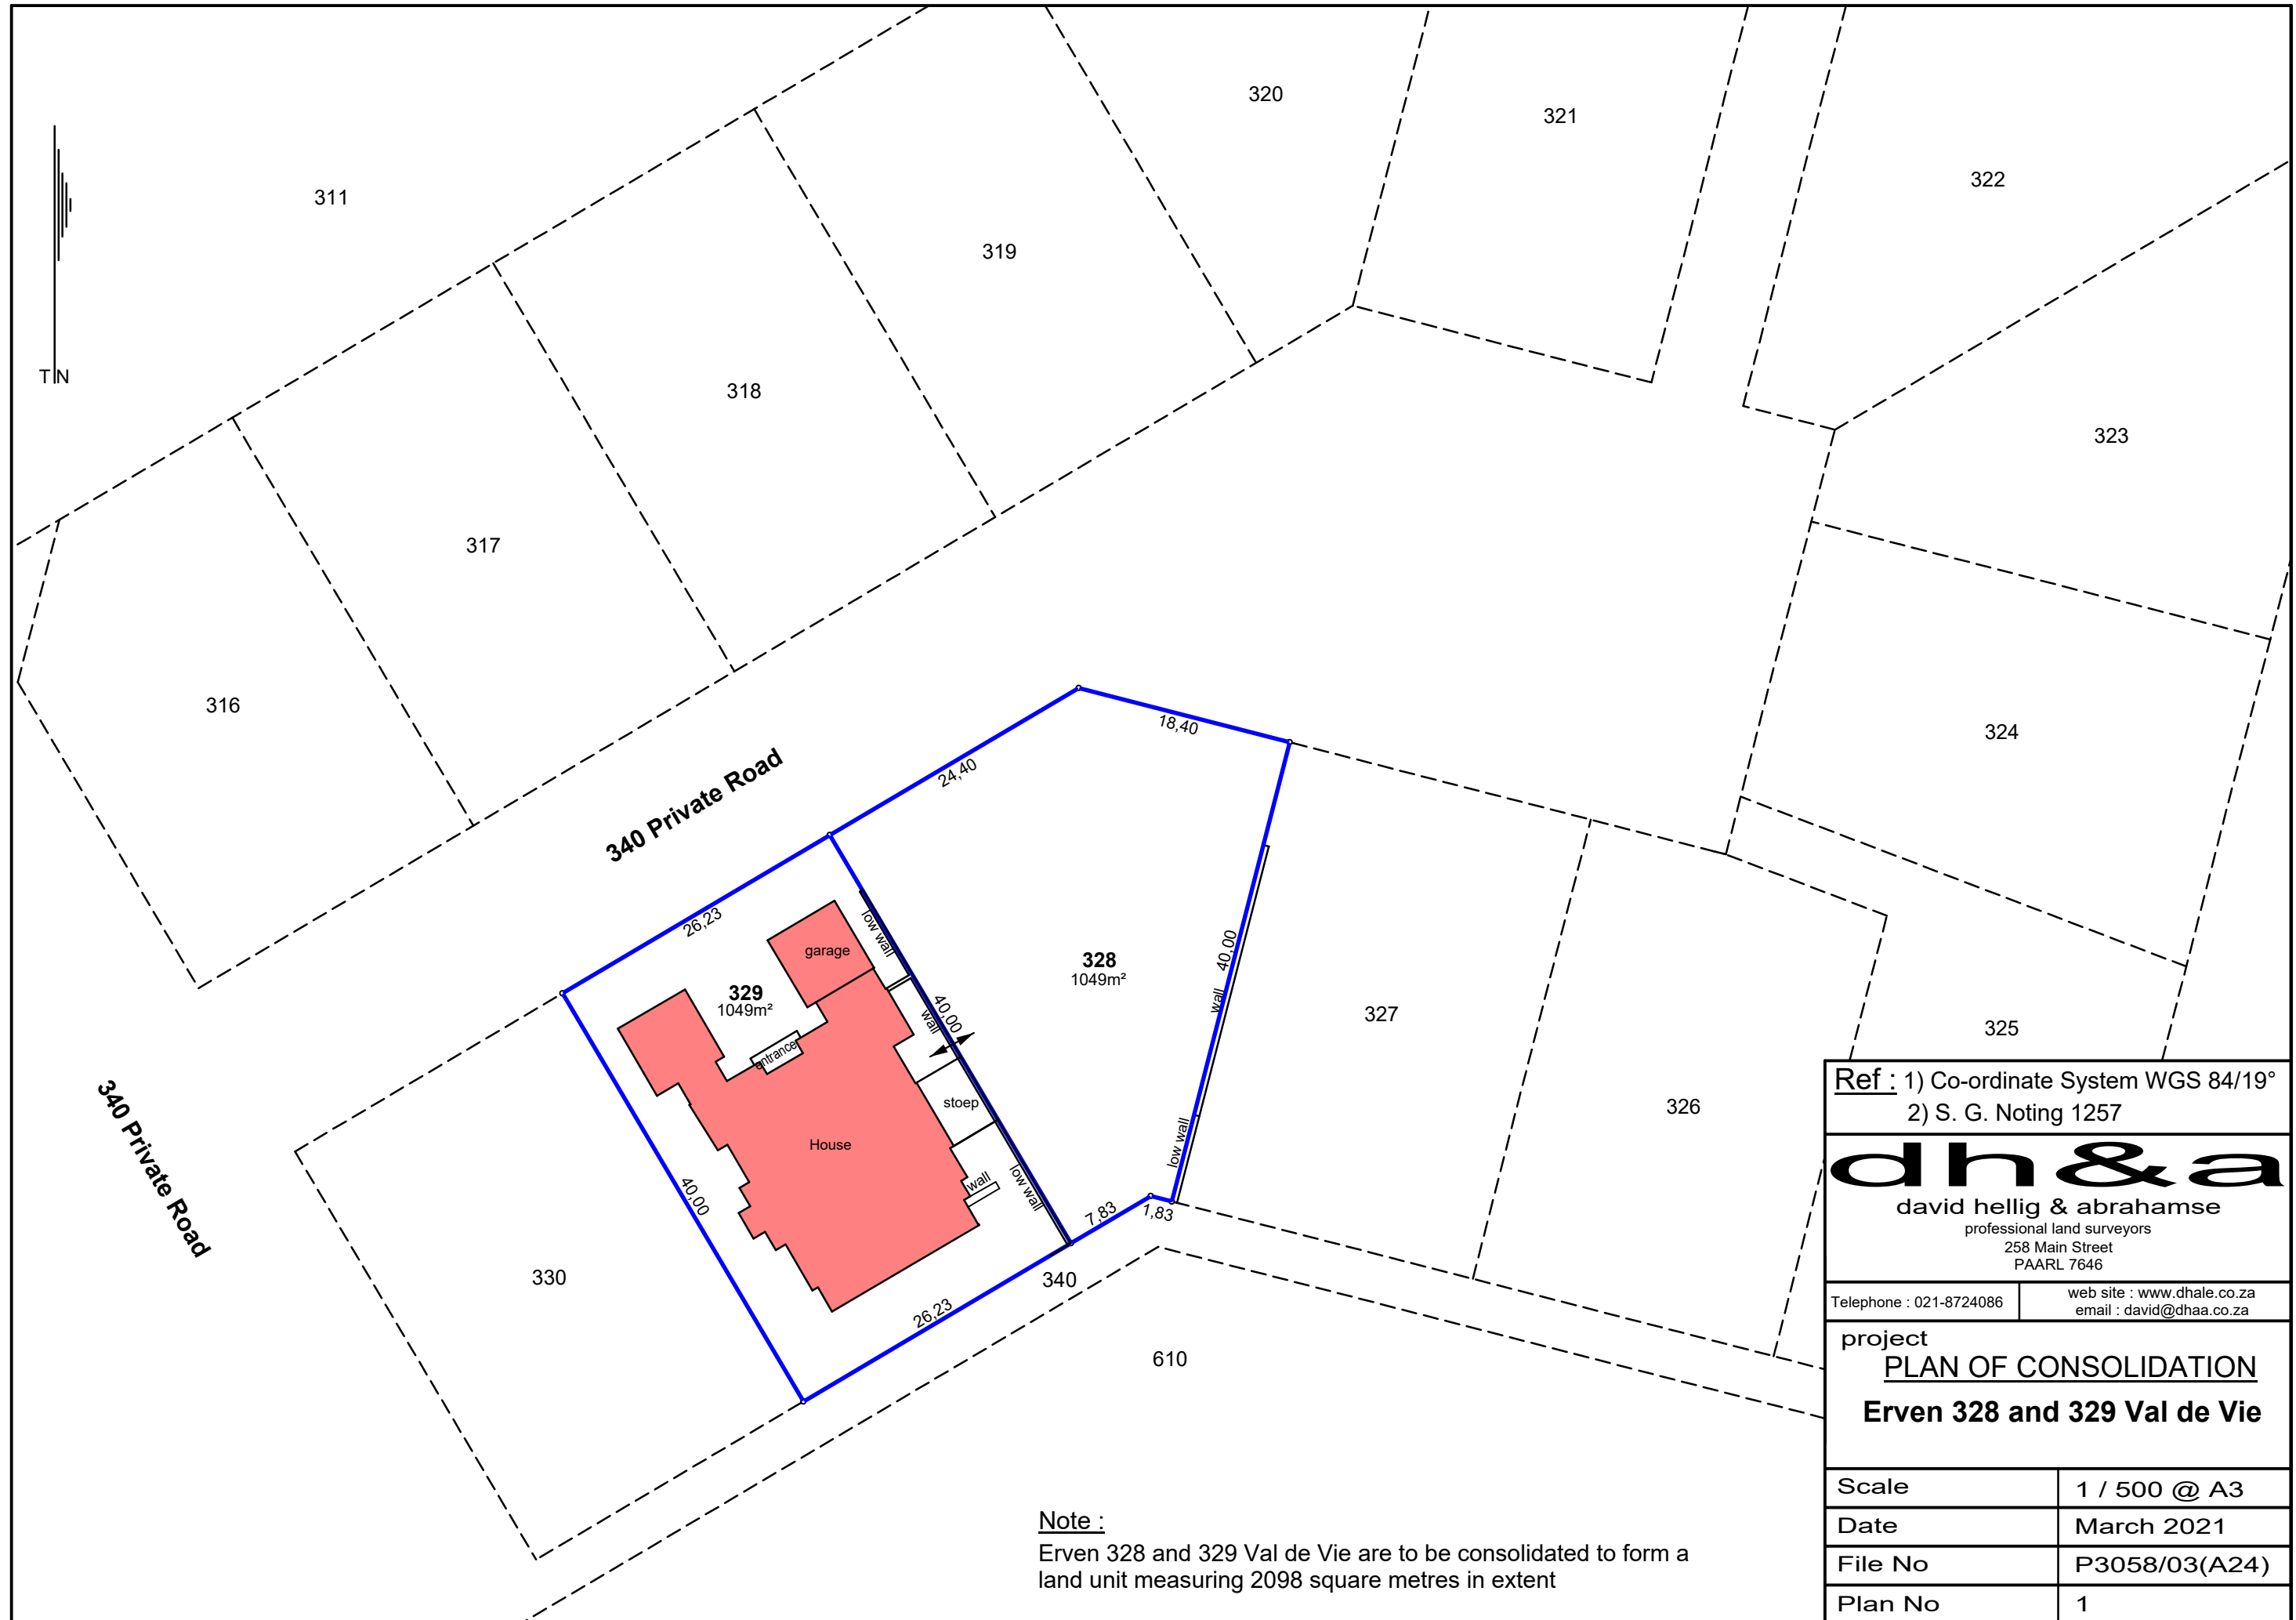 320
321
322
311
319
TN
318
323
317
316
324
18,40
24,40
340 Private Road
26,23
low wall
garage
329
1049m²
328
1049m²
40,00
wall
wall 40,00
entrance
327
325
326
stoep
House
340 Private Road
40,00
wall
low wall
low wall
7,83
1,83
330
340
26,23
610
Ref : 1) Co-ordinate System WGS 84/19°
2) S. G. Noting 1257
dh&a
david hellig & abrahamse
professional land surveyors
258 Main Street
PAARL 7646
Telephone : 021-8724086
web site : www.dhale.co.za
email : david@dhaa.co.za
project
PLAN OF CONSOLIDATION
Erven 328 and 329 Val de Vie
Scale 1 / 500 @ A3
Date March 2021
File No P3058/03(A24)
Plan No 1
Note :
Erven 328 and 329 Val de Vie are to be consolidated to form a
land unit measuring 2098 square metres in extent